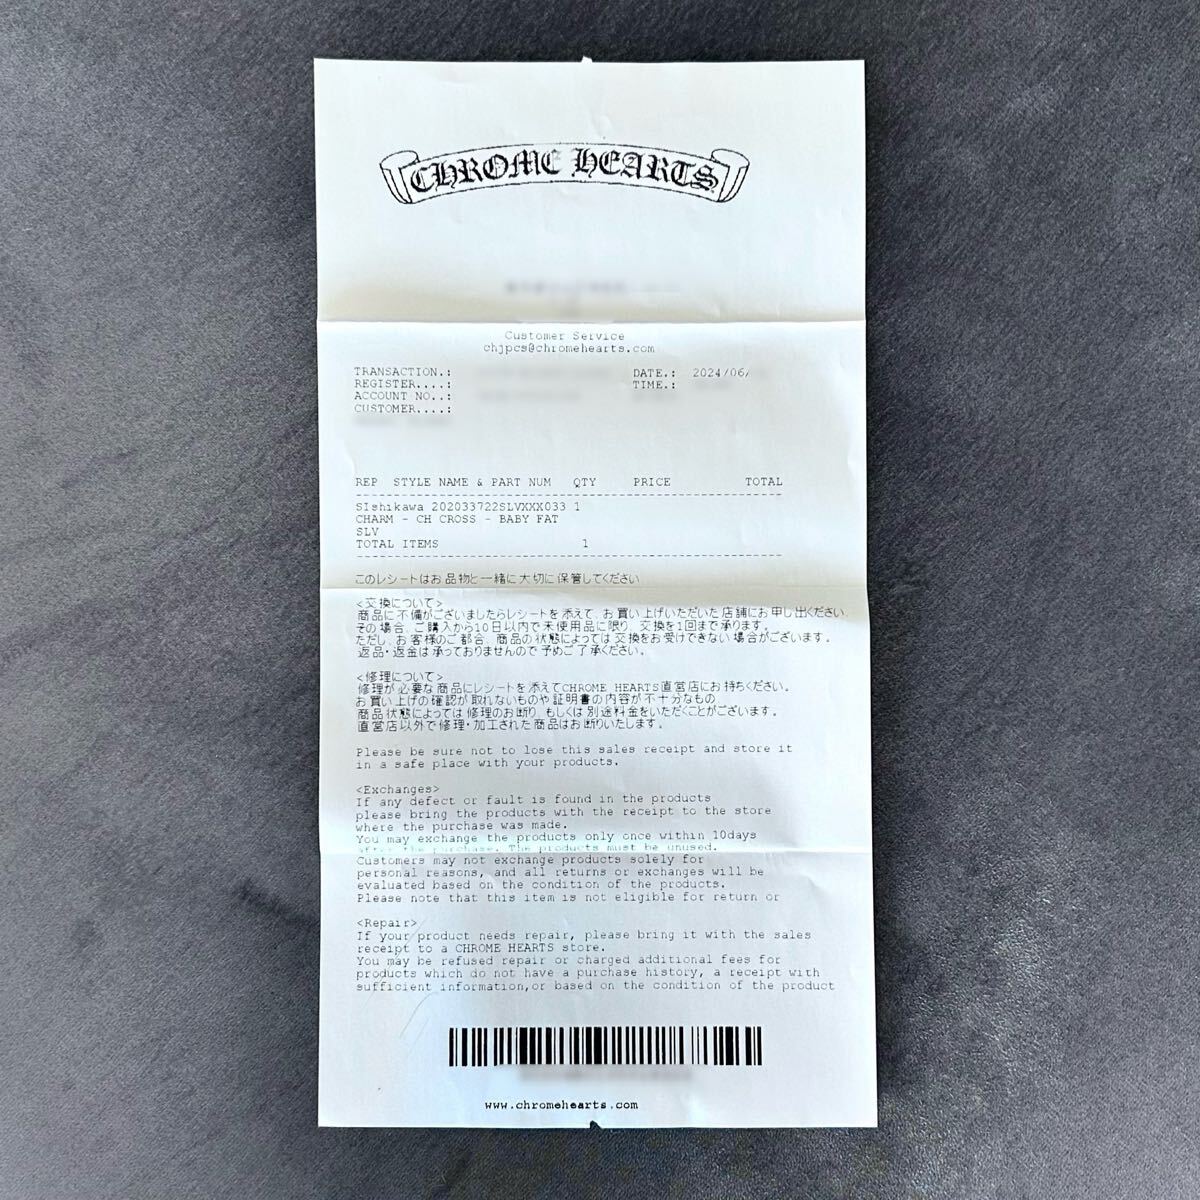 CHROME HEARTS
Customer Service
chjpcs@chromehearts.com
TRANSACTION.: DATE.: 2024/06/
REGISTER....: TIME.:
ACCOUNT NO..:
CUSTOMER....:
REP STYLE NAME & PART NUM QTY PRICE TOTAL
SIshikawa 202033722SLVXXX033 1
CHARM - CH CROSS - BABY FAT
SLV
TOTAL ITEMS 1
このレシートはお品物と一緒に大切に保管してください
<交換について>
商品に不備がございましたらレシートを添えて、お買い上げいただいた店舗にお申し出ください.
その場合、ご購入から10日以内で未使用品に限り、交換を1回まで承ります。
ただし、お客様のご都合、商品の状態によっては交換をお受けできない場合がございます。
返品・返金は承っておりませんので予めご了承ください。
<修理について>
修理が必要な商品にレシートを添えてCHROME HEARTS直営店にお持ちください。
お買い上げの確認が取れないものや証明書の内容が不十分なもの、
商品状態によっては修理のお断り、もしくは別途料金をいただくことがございます。
直営店以外で修理・加工された商品はお断りいたします。
Please be sure not to lose this sales receipt and store it
in a safe place with your products.
<Exchanges>
If any defect or fault is found in the products
please bring the products with the receipt to the store
where the purchase was made.
You may exchange the products only once within 10days
after the purchase. The products must be unused.
Customers may not exchange products solely for
personal reasons, and all returns or exchanges will be
evaluated based on the condition of the products.
Please note that this item is not eligible for return or
<Repair>
If your product needs repair, please bring it with the sales
receipt to a CHROME HEARTS store.
You may be refused repair or charged additional fees for
products which do not have a purchase history, a receipt with
sufficient information,or based on the condition of the product
www.chromehearts.com